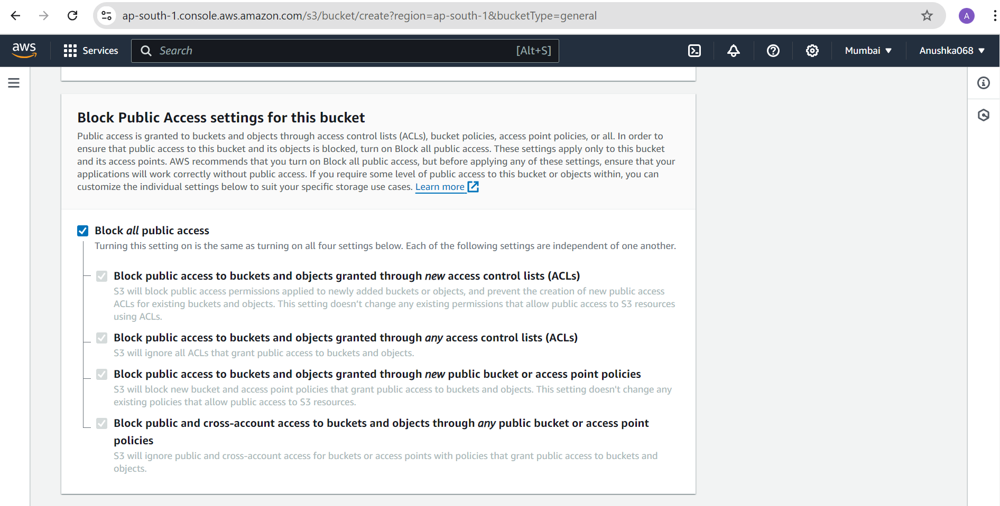 ap-south-1.console.aws.amazon.com/s3/bucket/create?region=ap-south-1&bucketType=general
A
aws
Services
Search
[Alt+S]
Mumbai
Anushka068
Block Public Access settings for this bucket
Public access is granted to buckets and objects through access control lists (ACLs), bucket policies, access point policies, or all. In order to
ensure that public access to this bucket and its objects is blocked, turn on Block all public access. These settings apply only to this bucket
and its access points. AWS recommends that you turn on Block all public access, but before applying any of these settings, ensure that your
applications will work correctly without public access. If you require some level of public access to this bucket or objects within, you can
customize the individual settings below to suit your specific storage use cases. Learn more
Block all public access
Turning this setting on is the same as turning on all four settings below. Each of the following settings are independent of one another.
Block public access to buckets and objects granted through new access control lists (ACLs)
S3 will block public access permissions applied to newly added buckets or objects, and prevent the creation of new public access
ACLs for existing buckets and objects. This setting doesn’t change any existing permissions that allow public access to S3 resources
using ACLs.
Block public access to buckets and objects granted through any access control lists (ACLs)
S3 will ignore all ACLs that grant public access to buckets and objects.
Block public access to buckets and objects granted through new public bucket or access point policies
S3 will block new bucket and access point policies that grant public access to buckets and objects. This setting doesn't change any
existing policies that allow public access to S3 resources.
Block public and cross-account access to buckets and objects through any public bucket or access point
policies
S3 will ignore public and cross-account access for buckets or access points with policies that grant public access to buckets and
objects.